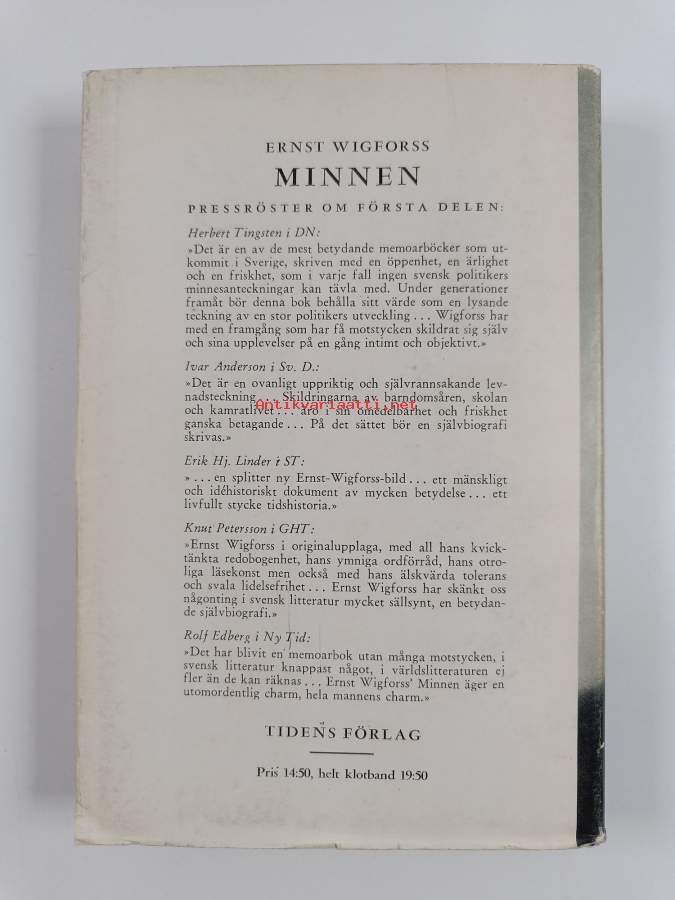 ERNST WIGFORSS
MINNEN
PRESSRÖSTER OM FÖRSTA DELEN:
Herbert Tingsten i DN:
»Det är en av de mest betydande memoarböcker som ut-
kommit i Sverige, skriven med en öppenhet, en ärlighet
och en friskhet, som i varje fall ingen svensk politikers
minnesanteckningar kan tävla med. Under generationer
framåt bör denna bok behålla sitt värde som en lysande
teckning av en stor politikers utveckling... Wigforss har
med en framgång som har få motstycken skildrat sig själv
och sina upplevelser på en gång intimt och objektivt.»
Ivar Anderson i Sv. D.:
»Det är en ovanligt uppriktig och självrannsakande lev-
nadsteckning... Skildringarna av barndomsåren, skolan
Antikvariaatti.net
och kamratlivet... äro i sin omedelbarhet och friskhet
ganska betagande... På det sättet bör en självbiografi
skrivas.»
Erik Hj. Linder i ST:
»...en splitter ny Ernst-Wigforss-bild... ett mänskligt
och idéhistoriskt dokument av mycken betydelse... ett
livfullt stycke tidshistoria.»
Knut Petersson i GHT:
»Ernst Wigforss i originalupplaga, med all hans kvick-
tänkta redobogenhet, hans ymniga ordförråd, hans otro-
liga läsekonst men också med hans älskvärda tolerans
och svala lidelsefrihet... Ernst Wigforss har skänkt oss
någonting i svensk litteratur mycket sällsynt, en betydan-
de självbiografi.»
Rolf Edberg i Ny Tid:
»Det har blivit en memoarbok utan många motstycken, i
svensk litteratur knappast något, i världslitteraturen ej
fler än de kan räknas... Ernst Wigforss' Minnen äger en
utomordentlig charm, hela mannens charm.»
TIDENS FÖRLAG
Pris 14:50, helt klotband 19:50